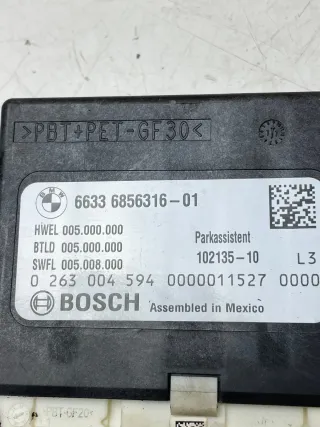 >PBT+PET-GF30<
BMW
6633 6856316-01
HWEL 005.000.000
BTLD 005.000.000
SWFL 005.008.000
Parkassistent
102135-10 L3
0 263 004 594 0000011527 0000
BOSCH Assembled in Mexico